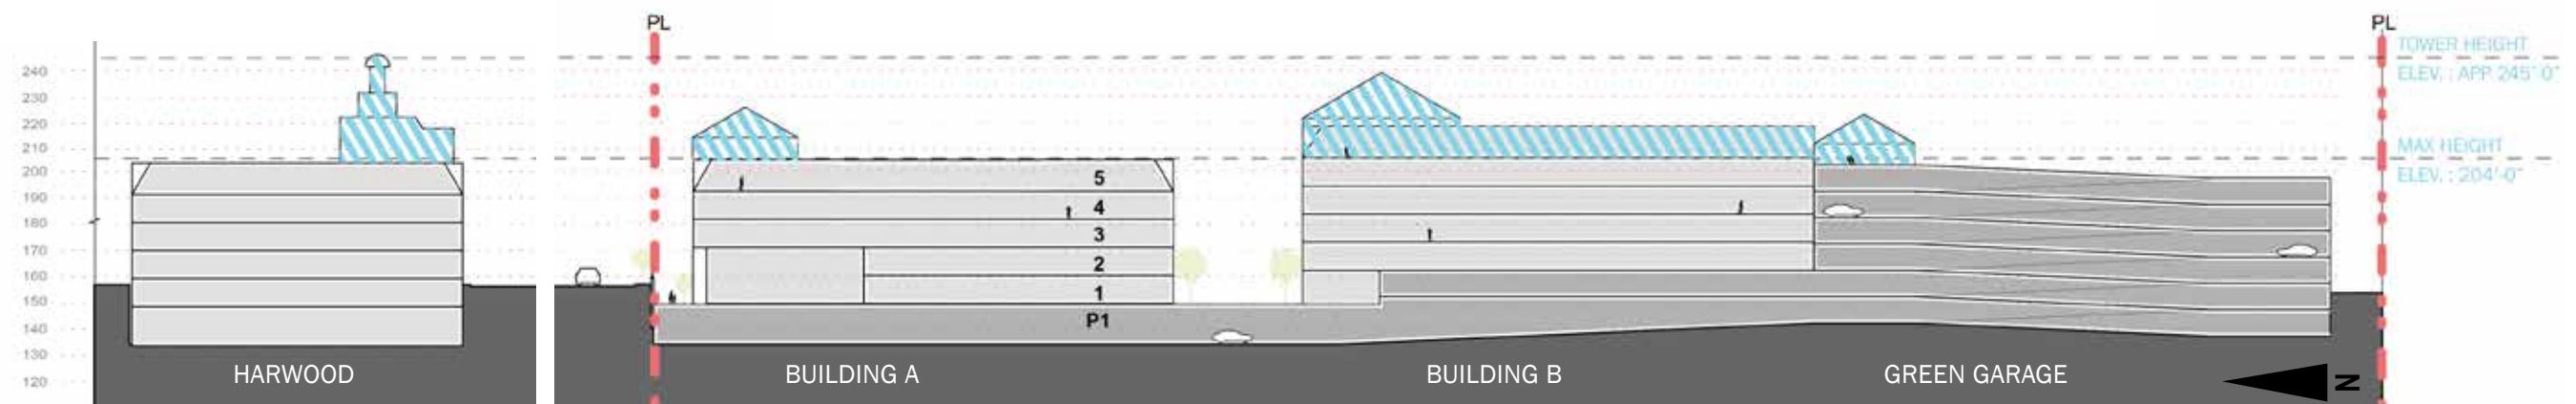 PL
PL
TOWER HEIGHT
ELEV. : APP 245'-0"
240
230
220
210
200
190
180
170
160
150
140
130
120
MAX HEIGHT
ELEV. : 204'-0"
5
4
3
2
1
P1
HARWOOD
BUILDING A
BUILDING B
GREEN GARAGE
N